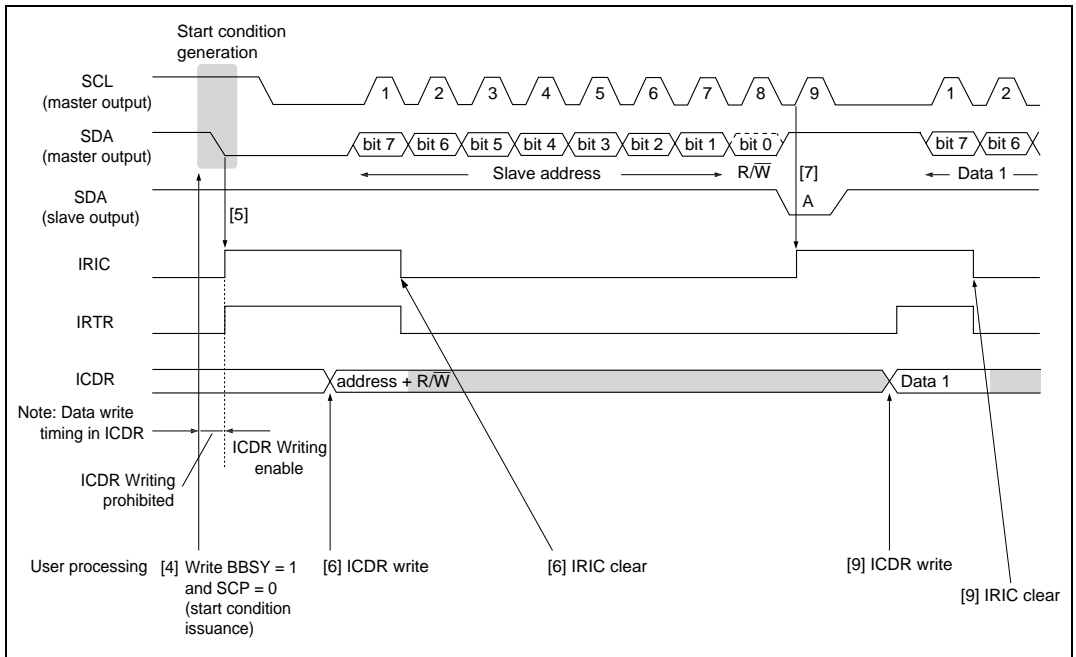 Start condition
generation
SCL
(master output)
1 2 3 4 5 6 7 8 9 1 2
SDA
(master output)
bit 7 bit 6 bit 5 bit 4 bit 3 bit 2 bit 1 bit 0 bit 7 bit 6
Slave address R/W̅ [7] Data 1
SDA
(slave output)
[5]
A
IRIC
IRTR
ICDR
address + R/W̅ Data 1
Note: Data write
timing in ICDR
ICDR Writing
enable
ICDR Writing
prohibited
User processing [4] Write BBSY = 1
and SCP = 0
(start condition
issuance)
[6] ICDR write [6] IRIC clear [9] ICDR write
[9] IRIC clear